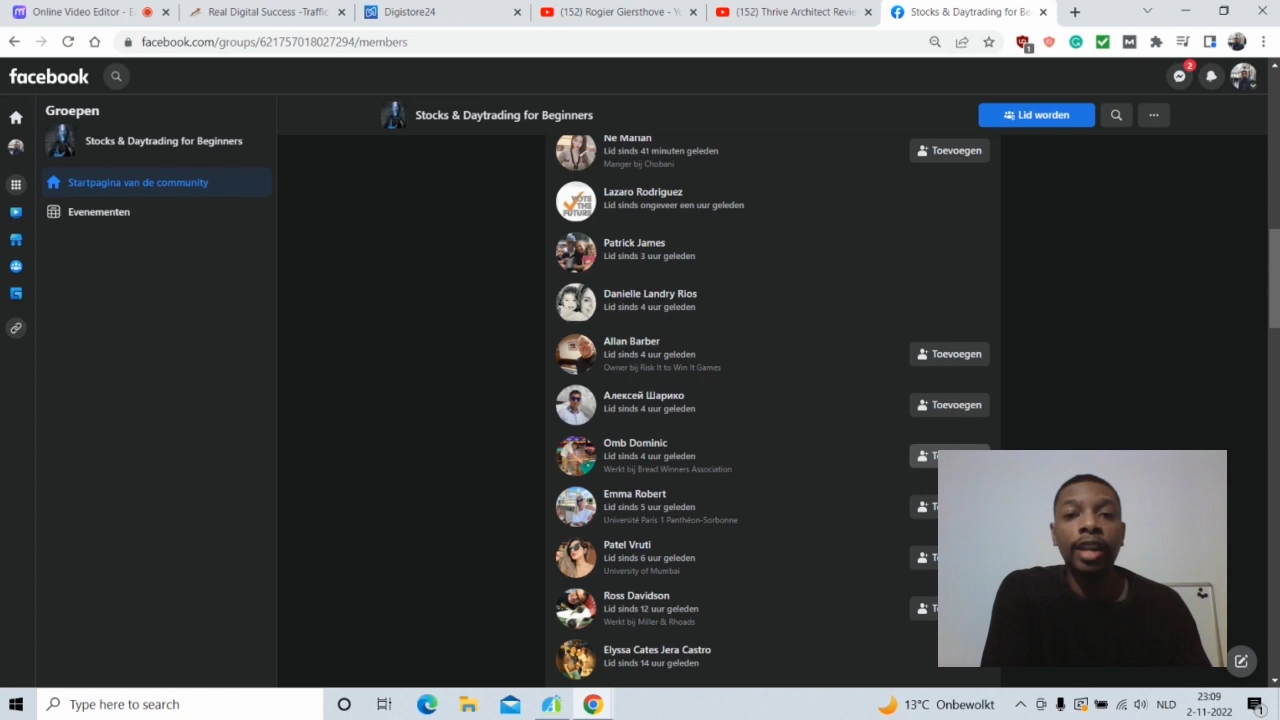 Online Video Editor - E
Real Digital Success -Traffic
Digistore24
(152) Rogier Giersthove - Yo
(152) Thrive Architect Revie
Stocks & Daytrading for Be
facebook.com/groups/621757018027294/members
1
facebook
2
Groepen
Stocks & Daytrading for Beginners
Startpagina van de community
Evenementen
Stocks & Daytrading for Beginners
Lid worden
Ne Marian
Lid sinds 41 minuten geleden
Manger bij Chobani
Toevoegen
Lazaro Rodriguez
Lid sinds ongeveer een uur geleden
VOTE
THE
FUTURE
Patrick James
Lid sinds 3 uur geleden
Danielle Landry Rios
Lid sinds 4 uur geleden
Allan Barber
Lid sinds 4 uur geleden
Owner bij Risk It to Win It Games
Toevoegen
Алексей Шарико
Lid sinds 4 uur geleden
Toevoegen
Omb Dominic
Lid sinds 4 uur geleden
Werkt bij Bread Winners Association
Emma Robert
Lid sinds 5 uur geleden
Université Paris 1 Panthéon-Sorbonne
Patel Vruti
Lid sinds 6 uur geleden
University of Mumbai
Ross Davidson
Lid sinds 12 uur geleden
Werkt bij Miller & Rhoads
Elyssa Cates Jera Castro
Lid sinds 14 uur geleden
Type here to search
13°C Onbewolkt
NLD
23:09
2-11-2022
1